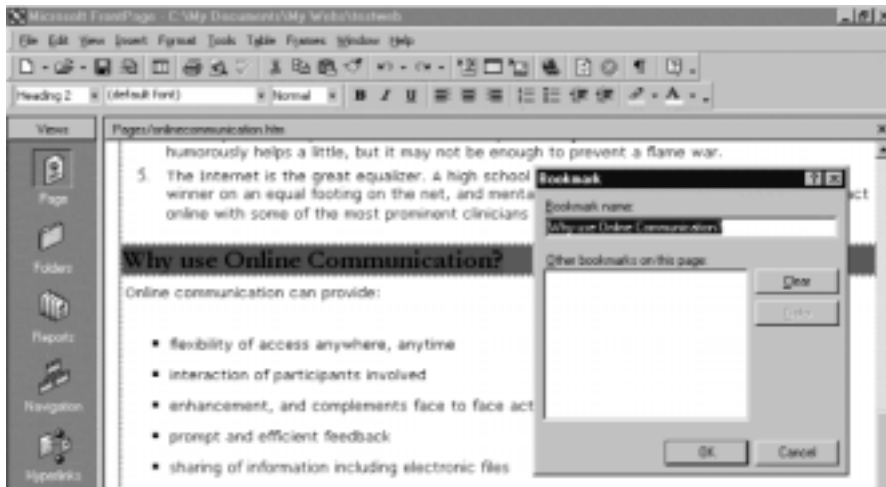 Microsoft FrontPage - C:\My Documents\My Webs\testweb
File Edit View Insert Format Tools Table Frames Window Help
Heading 2 (default font) Normal B I U A
Views Pages/onlinecommunication.htm
humorously helps a little, but it may not be enough to prevent a flame war.
5. The Internet is the great equalizer. A high school
winner on an equal footing on the net, and menta act
online with some of the most prominent clinicians
Page
Folders
Reports
Navigation
Hyperlinks
Why use Online Communication?
Online communication can provide:
flexibility of access anywhere, anytime
interaction of participants involved
enhancement, and complements face to face act
prompt and efficient feedback
sharing of information including electronic files
Bookmark
Bookmark name:
Why use Online Communication?
Other bookmarks on this page:
Clear
OK Cancel